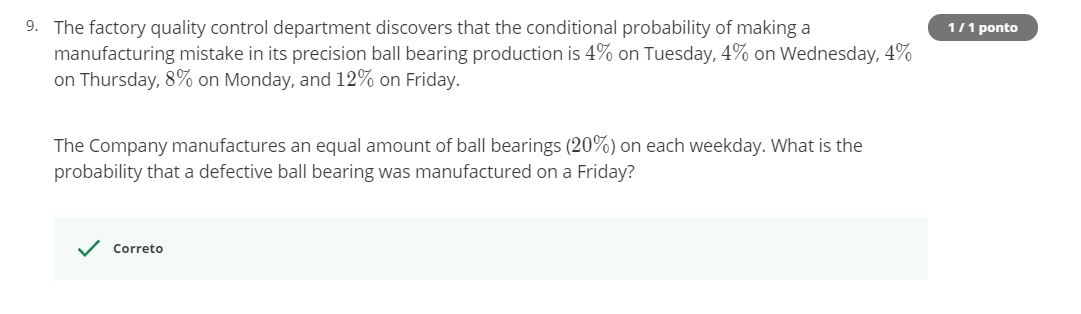 9. The factory quality control department discovers that the conditional probability of making a
1 / 1 ponto
manufacturing mistake in its precision ball bearing production is 4% on Tuesday, 4% on Wednesday, 4%
on Thursday, 8% on Monday, and 12% on Friday.
The Company manufactures an equal amount of ball bearings (20%) on each weekday. What is the
probability that a defective ball bearing was manufactured on a Friday?
Correto